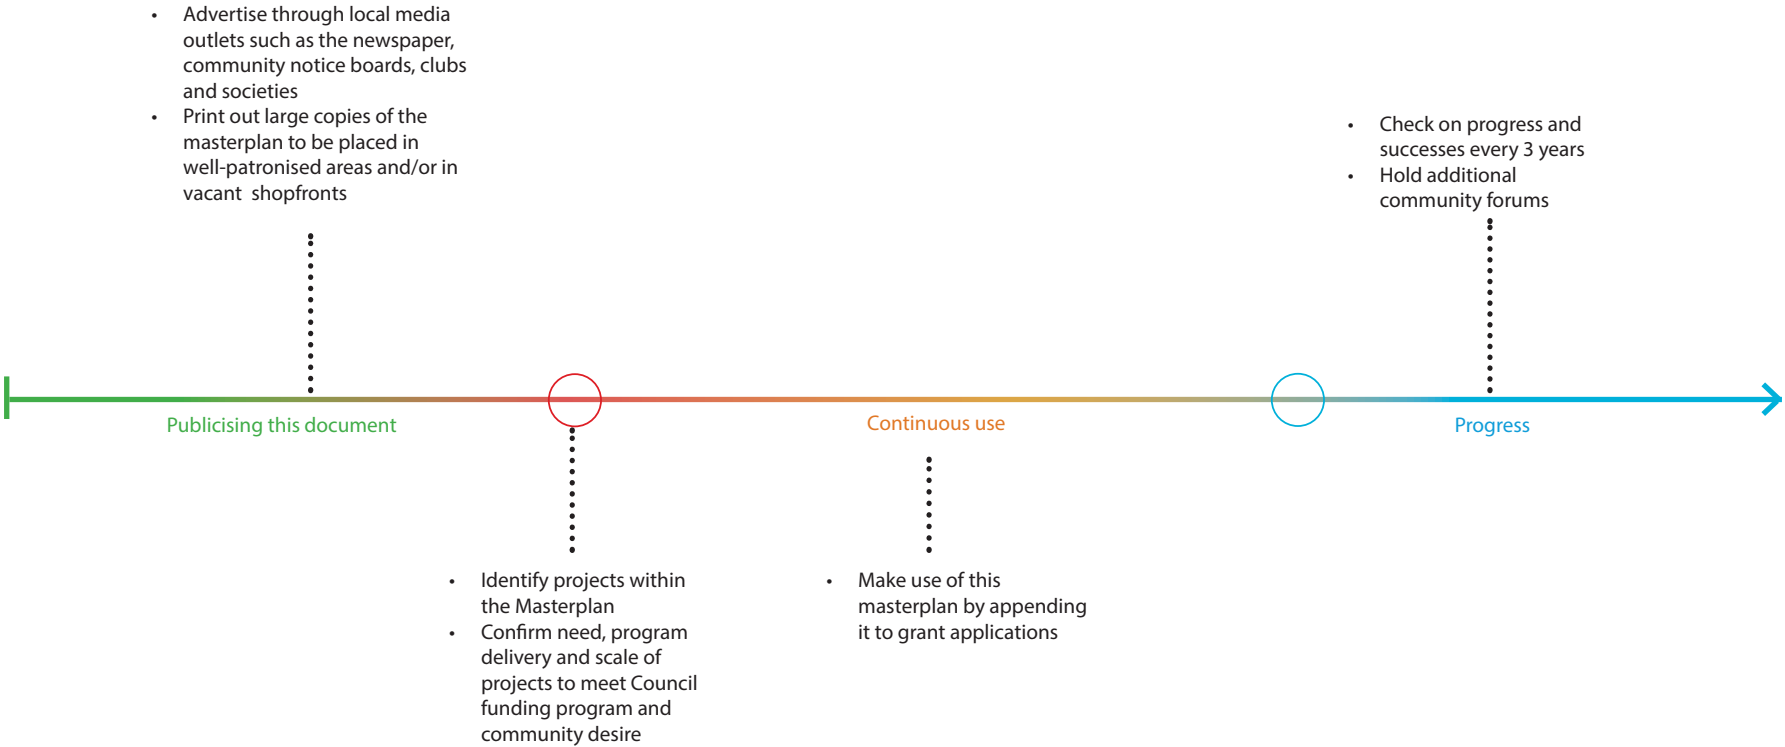 • Advertise through local media
outlets such as the newspaper,
community notice boards, clubs
and societies
• Print out large copies of the
masterplan to be placed in
well-patronised areas and/or in
vacant shopfronts
• Check on progress and
successes every 3 years
• Hold additional
community forums
Publicising this document
Continuous use
Progress
• Identify projects within
the Masterplan
• Confirm need, program
delivery and scale of
projects to meet Council
funding program and
community desire
• Make use of this
masterplan by appending
it to grant applications